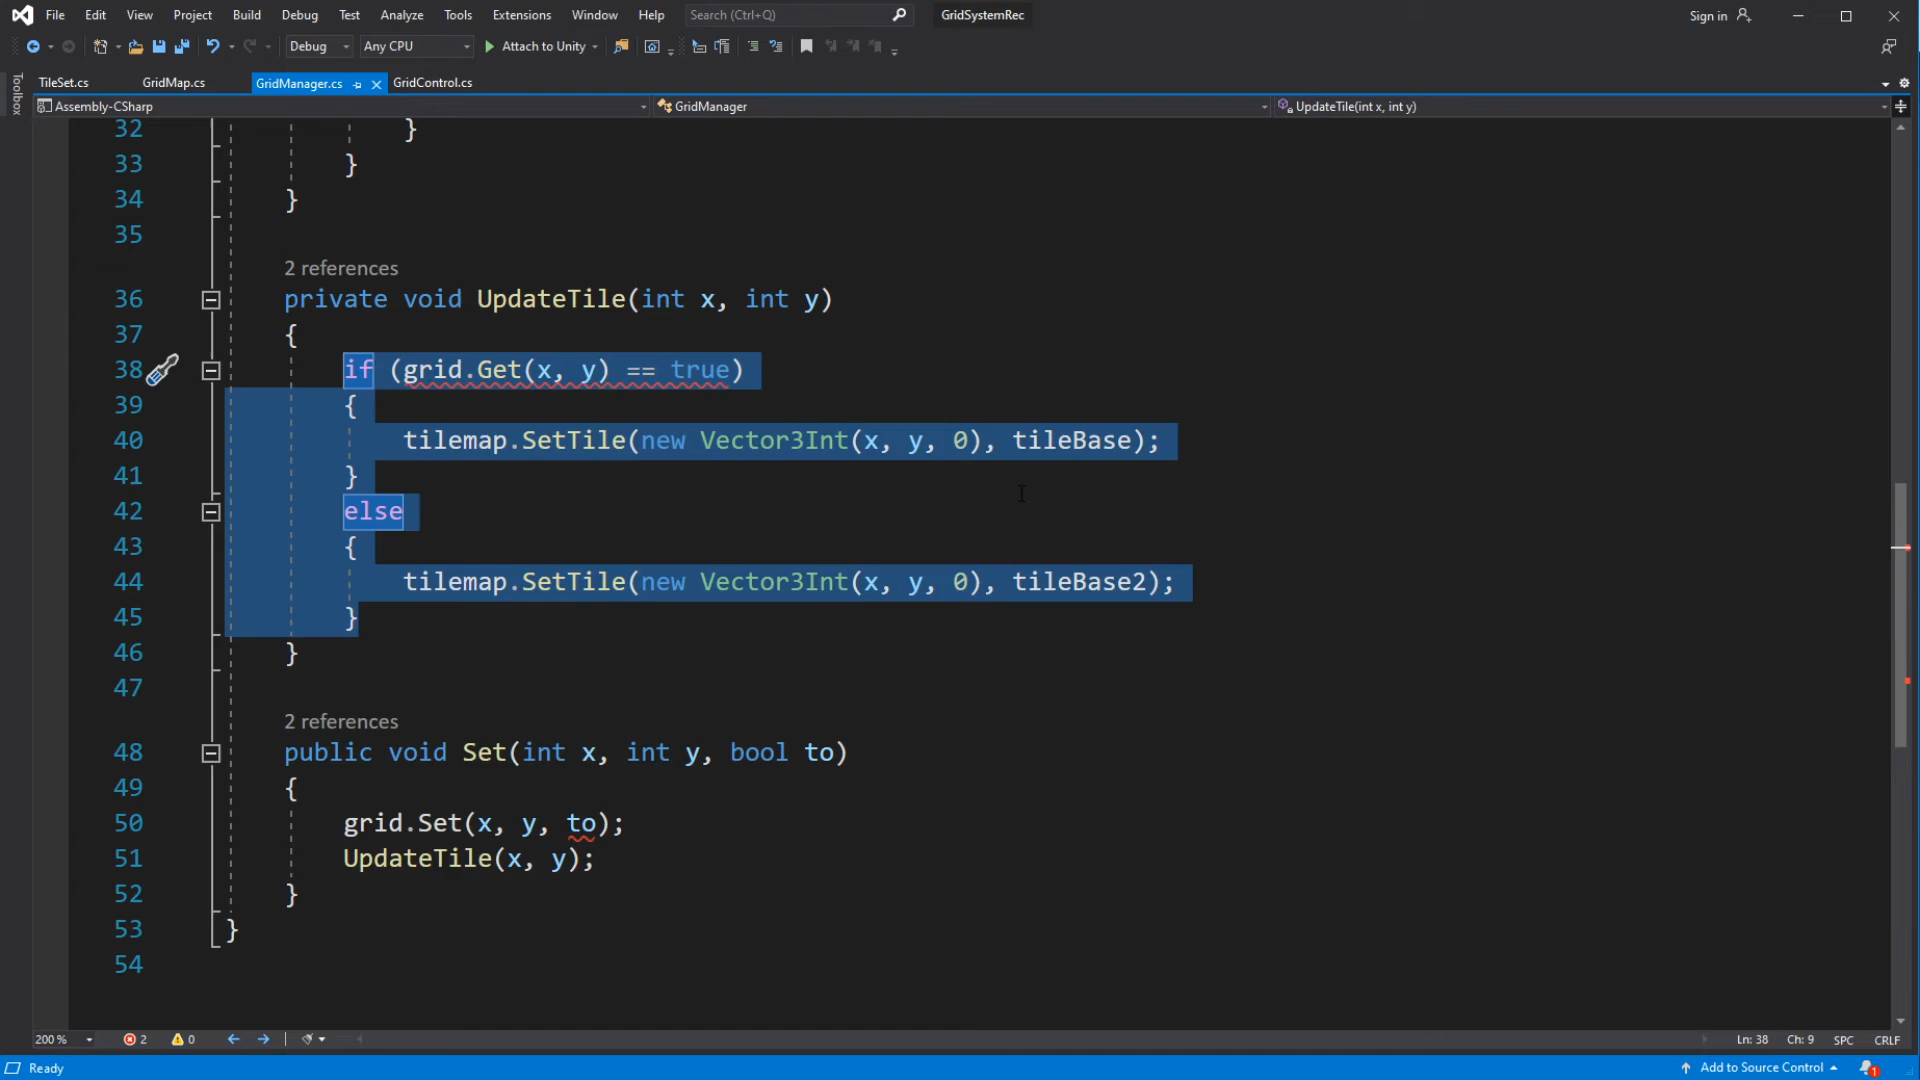 File Edit View Project Build Debug Test Analyze Tools Extensions Window Help Search (Ctrl+Q) GridSystemRec Sign in
Debug Any CPU Attach to Unity
Toolbox
TileSet.cs GridMap.cs GridManager.cs GridControl.cs
Assembly-CSharp GridManager UpdateTile(int x, int y)
32 }
33 }
34 }
35
2 references
36 private void UpdateTile(int x, int y)
37 {
38 if (grid.Get(x, y) == true)
39 {
40 tilemap.SetTile(new Vector3Int(x, y, 0), tileBase);
41 }
42 else
43 {
44 tilemap.SetTile(new Vector3Int(x, y, 0), tileBase2);
45 }
46 }
47
2 references
48 public void Set(int x, int y, bool to)
49 {
50 grid.Set(x, y, to);
51 UpdateTile(x, y);
52 }
53 }
54
200 % 2 0 Ln: 38 Ch: 9 SPC CRLF
Ready Add to Source Control 1